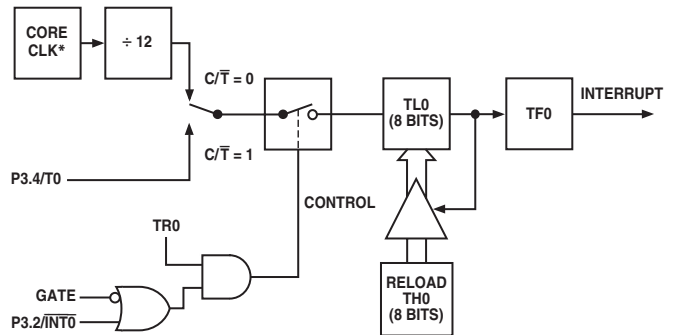 CORE
CLK*
÷ 12
C/T̅ = 0
C/T̅ = 1
P3.4/T0
TL0
(8 BITS)
TF0
INTERRUPT
CONTROL
TR0
GATE
P3.2/I̅N̅T̅0̅
RELOAD
TH0
(8 BITS)